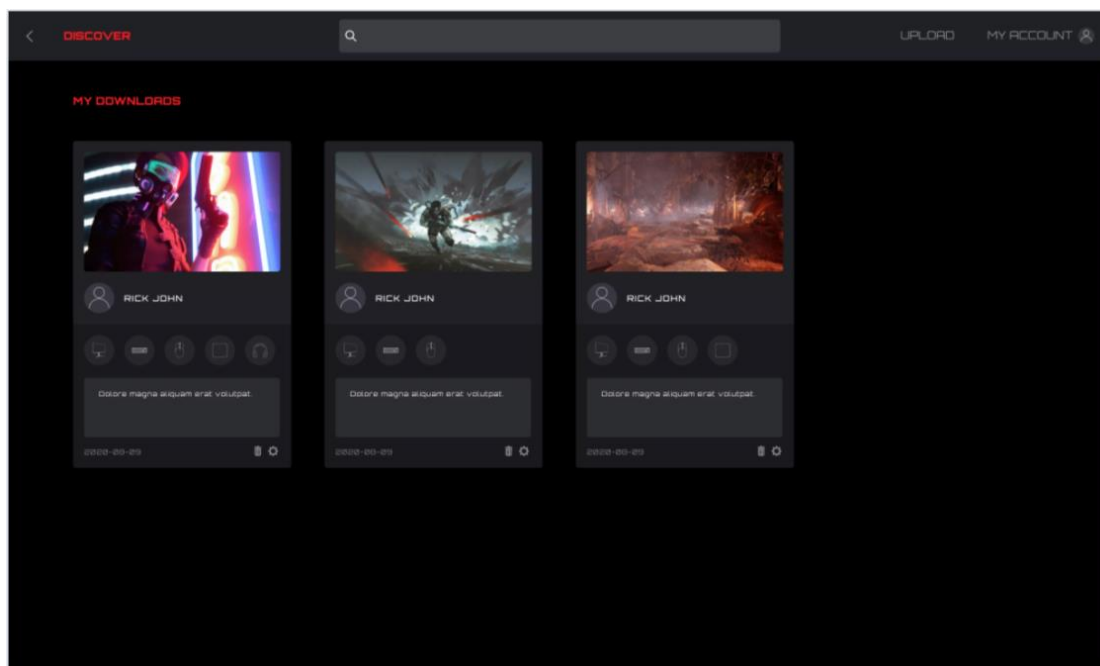 DISCOVER
UPLOAD
MY ACCOUNT
MY DOWNLOADS
RICK JOHN
RICK JOHN
RICK JOHN
Dolore magna aliquam erat volutpat.
Dolore magna aliquam erat volutpat.
Dolore magna aliquam erat volutpat.